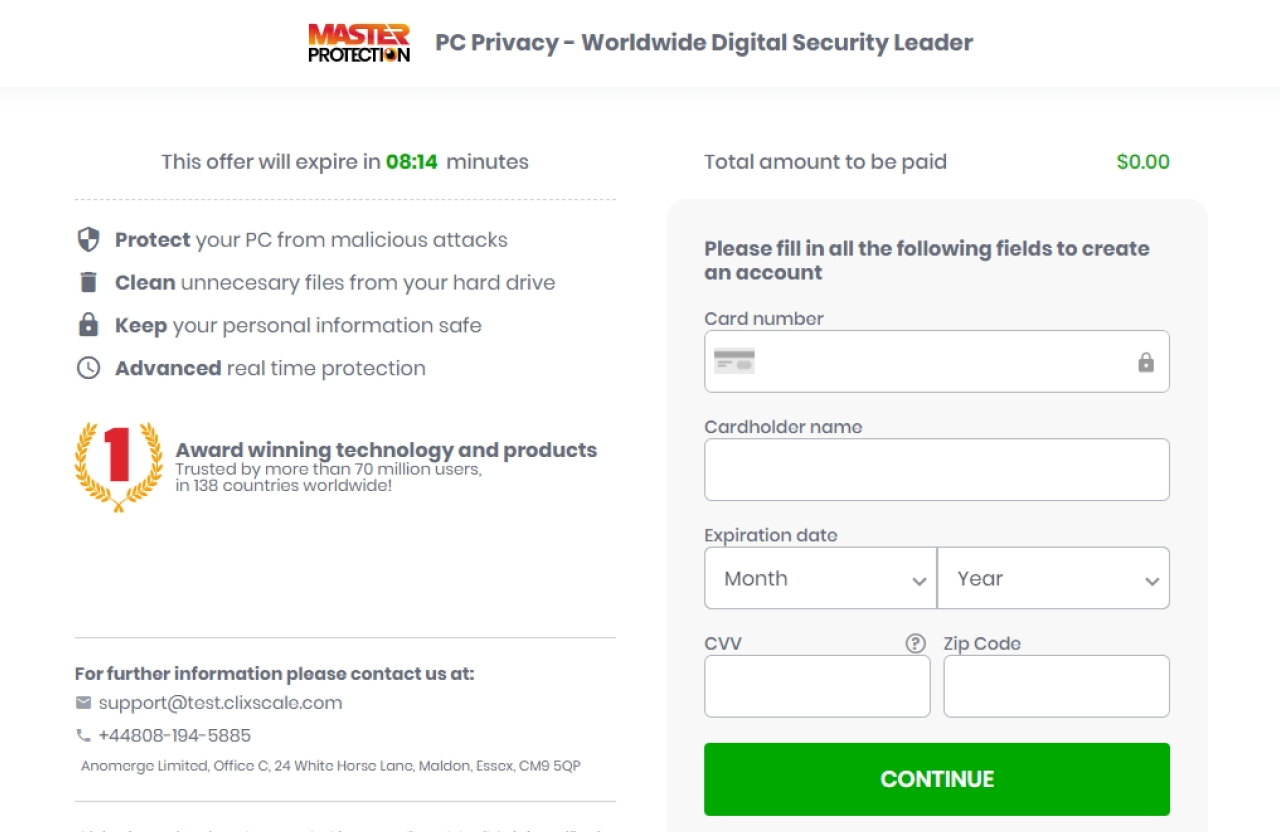 MASTER
PROTECTION
PC Privacy - Worldwide Digital Security Leader
This offer will expire in 08:14 minutes
Protect your PC from malicious attacks
Clean unnecesary files from your hard drive
Keep your personal information safe
Advanced real time protection
1
Award winning technology and products
Trusted by more than 70 million users,
in 138 countries worldwide!
For further information please contact us at:
support@test.clixscale.com
+44808-194-5885
Anomerge Limited, Office C, 24 White Horse Lane, Maldon, Essex, CM9 5QP
Total amount to be paid $0.00
Please fill in all the following fields to create
an account
Card number
Cardholder name
Expiration date
Month Year
CVV ? Zip Code
CONTINUE